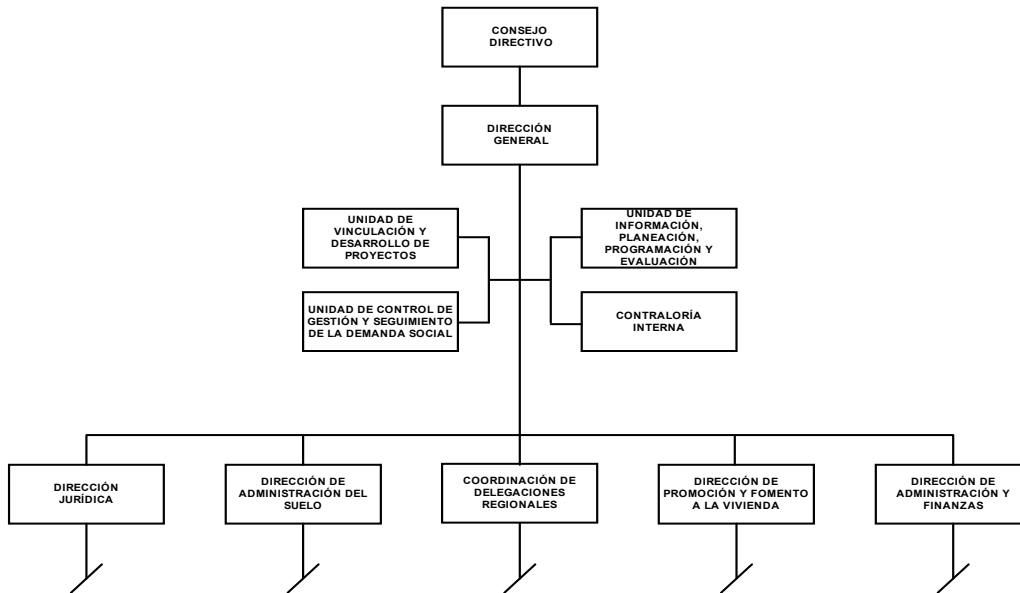 CONSEJO
DIRECTIVO
DIRECCIÓN
GENERAL
UNIDAD DE
VINCULACIÓN Y
DESARROLLO DE
PROYECTOS
UNIDAD DE
INFORMACIÓN,
PLANEACIÓN,
PROGRAMACIÓN Y
EVALUACIÓN
UNIDAD DE CONTROL DE
GESTIÓN Y SEGUIMIENTO
DE LA DEMANDA SOCIAL
CONTRALORÍA
INTERNA
DIRECCIÓN
JURÍDICA
DIRECCIÓN DE
ADMINISTRACIÓN DEL
SUELO
COORDINACIÓN DE
DELEGACIONES
REGIONALES
DIRECCIÓN DE
PROMOCIÓN Y FOMENTO
A LA VIVIENDA
DIRECCIÓN DE
ADMINISTRACIÓN Y
FINANZAS